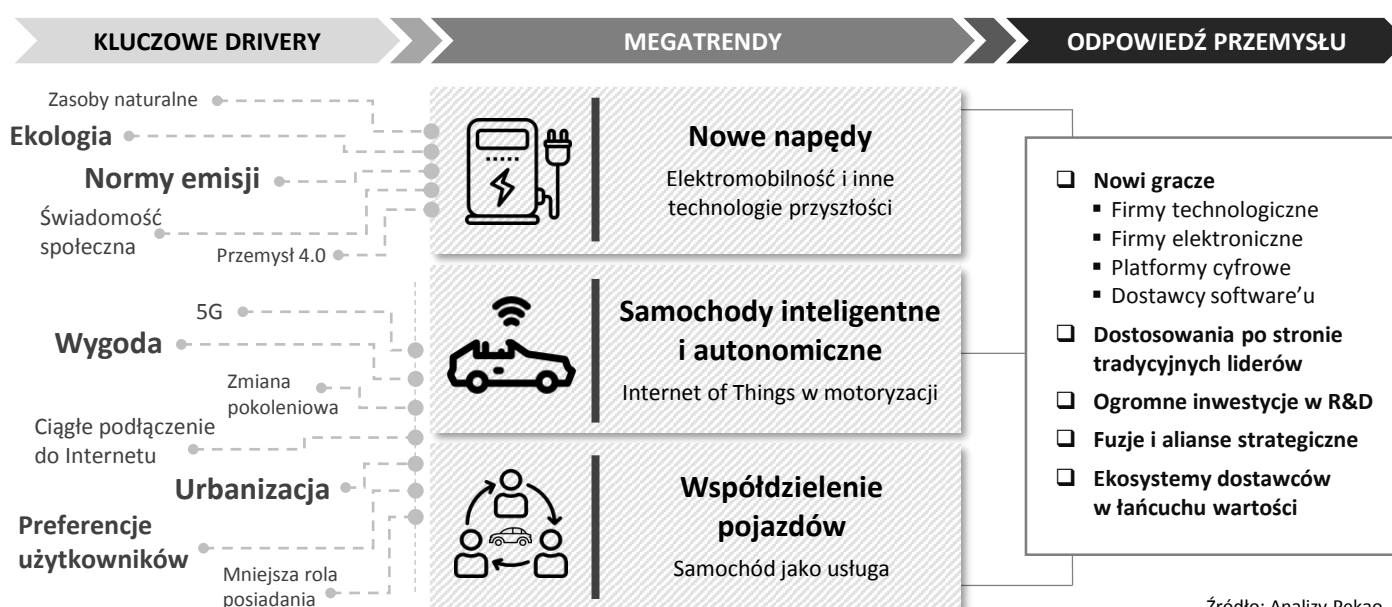 KLUCZOWE DRIVERY
MEGATRENDY
ODPOWIEDŹ PRZEMYSŁU
Zasoby naturalne
Ekologia
Normy emisji
Świadomość
społeczna
Przemysł 4.0
5G
Wygoda
Zmiana
pokoleniowa
Ciągłe podłączenie
do Internetu
Urbanizacja
Preferencje
użytkowników
Mniejsza rola
posiadania
Nowe napędy
Elektromobilność i inne
technologie przyszłości
Samochody inteligentne
i autonomiczne
Internet of Things w motoryzacji
Współdzielenie
pojazdów
Samochód jako usługa
❑ Nowi gracze
▪ Firmy technologiczne
▪ Firmy elektroniczne
▪ Platformy cyfrowe
▪ Dostawcy software’u
❑ Dostosowania po stronie
tradycyjnych liderów
❑ Ogromne inwestycje w R&D
❑ Fuzje i alianse strategiczne
❑ Ekosystemy dostawców
w łańcuchu wartości
Źródło: Analizy Pekao